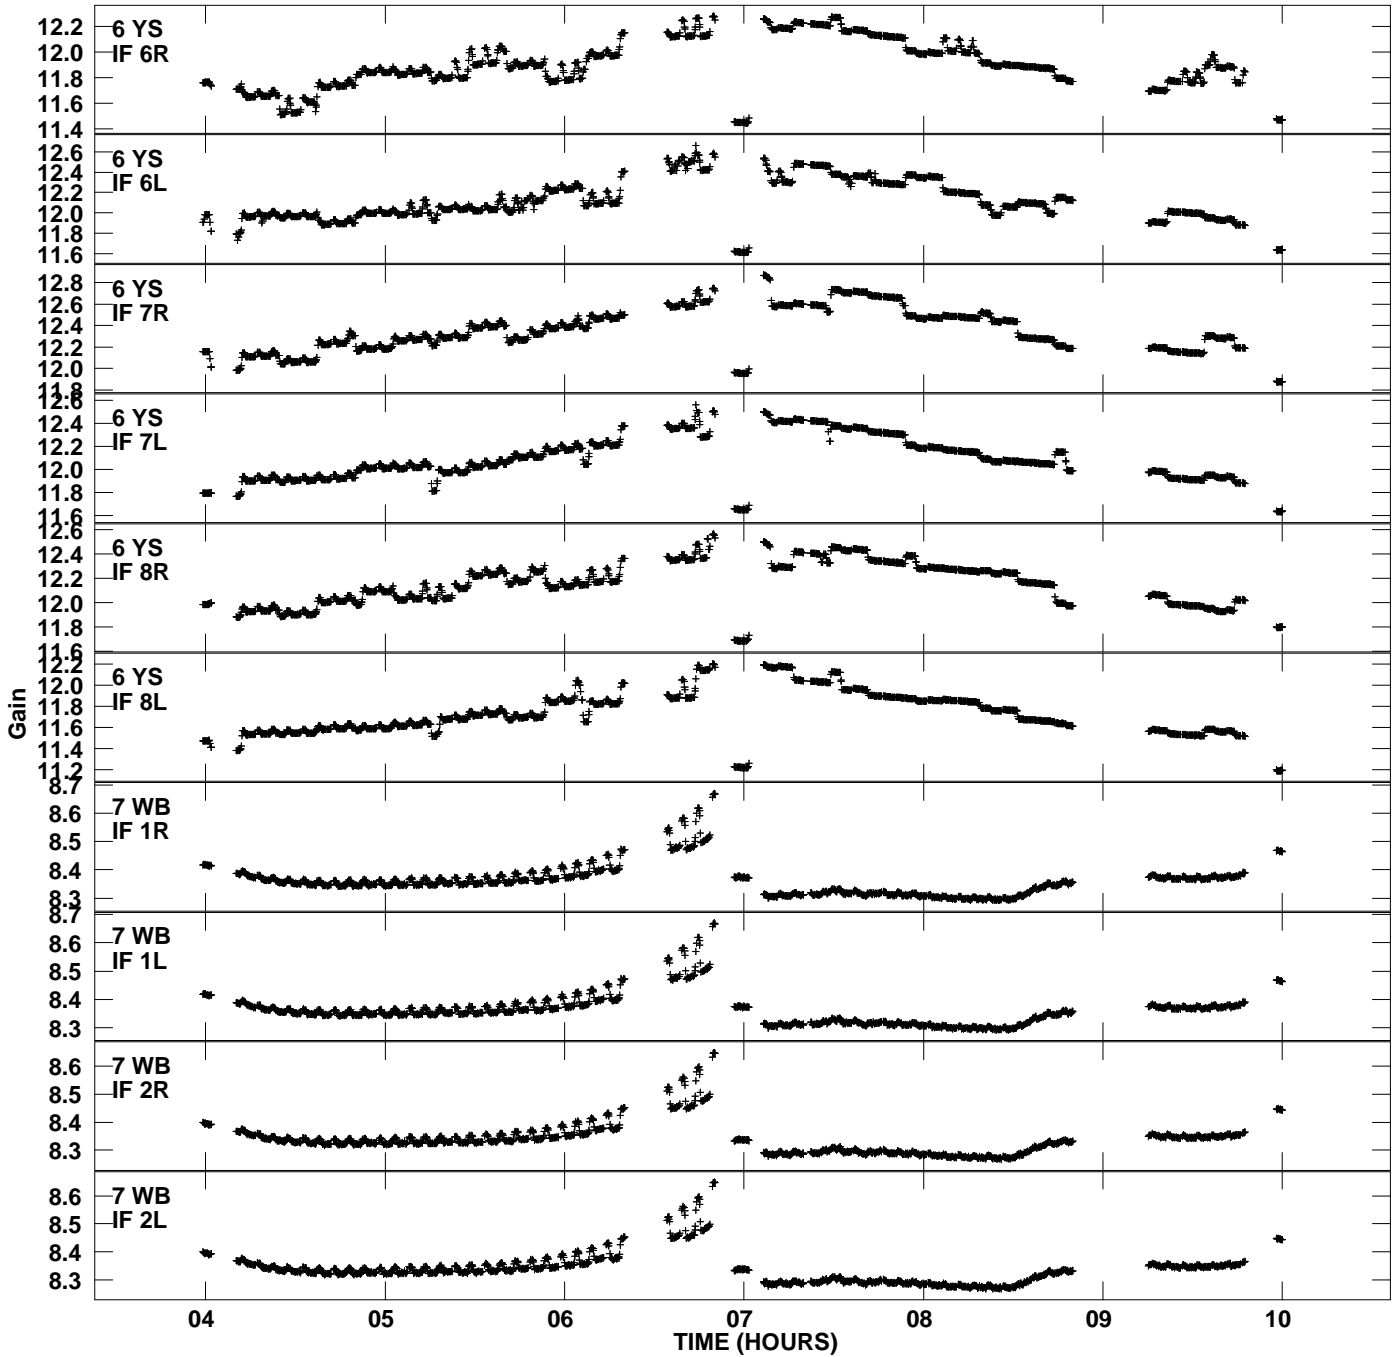 12.2
12.0
11.8
11.6
11.4
6 YS
IF 6R
12.6
12.4
12.2
12.0
11.8
11.6
6 YS
IF 6L
12.8
12.6
12.4
12.2
12.0
11.8
6 YS
IF 7R
12.6
12.4
12.2
12.0
11.8
11.6
6 YS
IF 7L
12.6
12.4
12.2
12.0
11.8
11.6
6 YS
IF 8R
12.2
12.0
11.8
11.6
11.4
11.2
6 YS
IF 8L
Gain
8.7
8.6
8.5
8.4
8.3
7 WB
IF 1R
8.7
8.6
8.5
8.4
8.3
7 WB
IF 1L
8.6
8.5
8.4
8.3
7 WB
IF 2R
8.6
8.5
8.4
8.3
7 WB
IF 2L
04 05 06 07 08 09 10
TIME (HOURS)